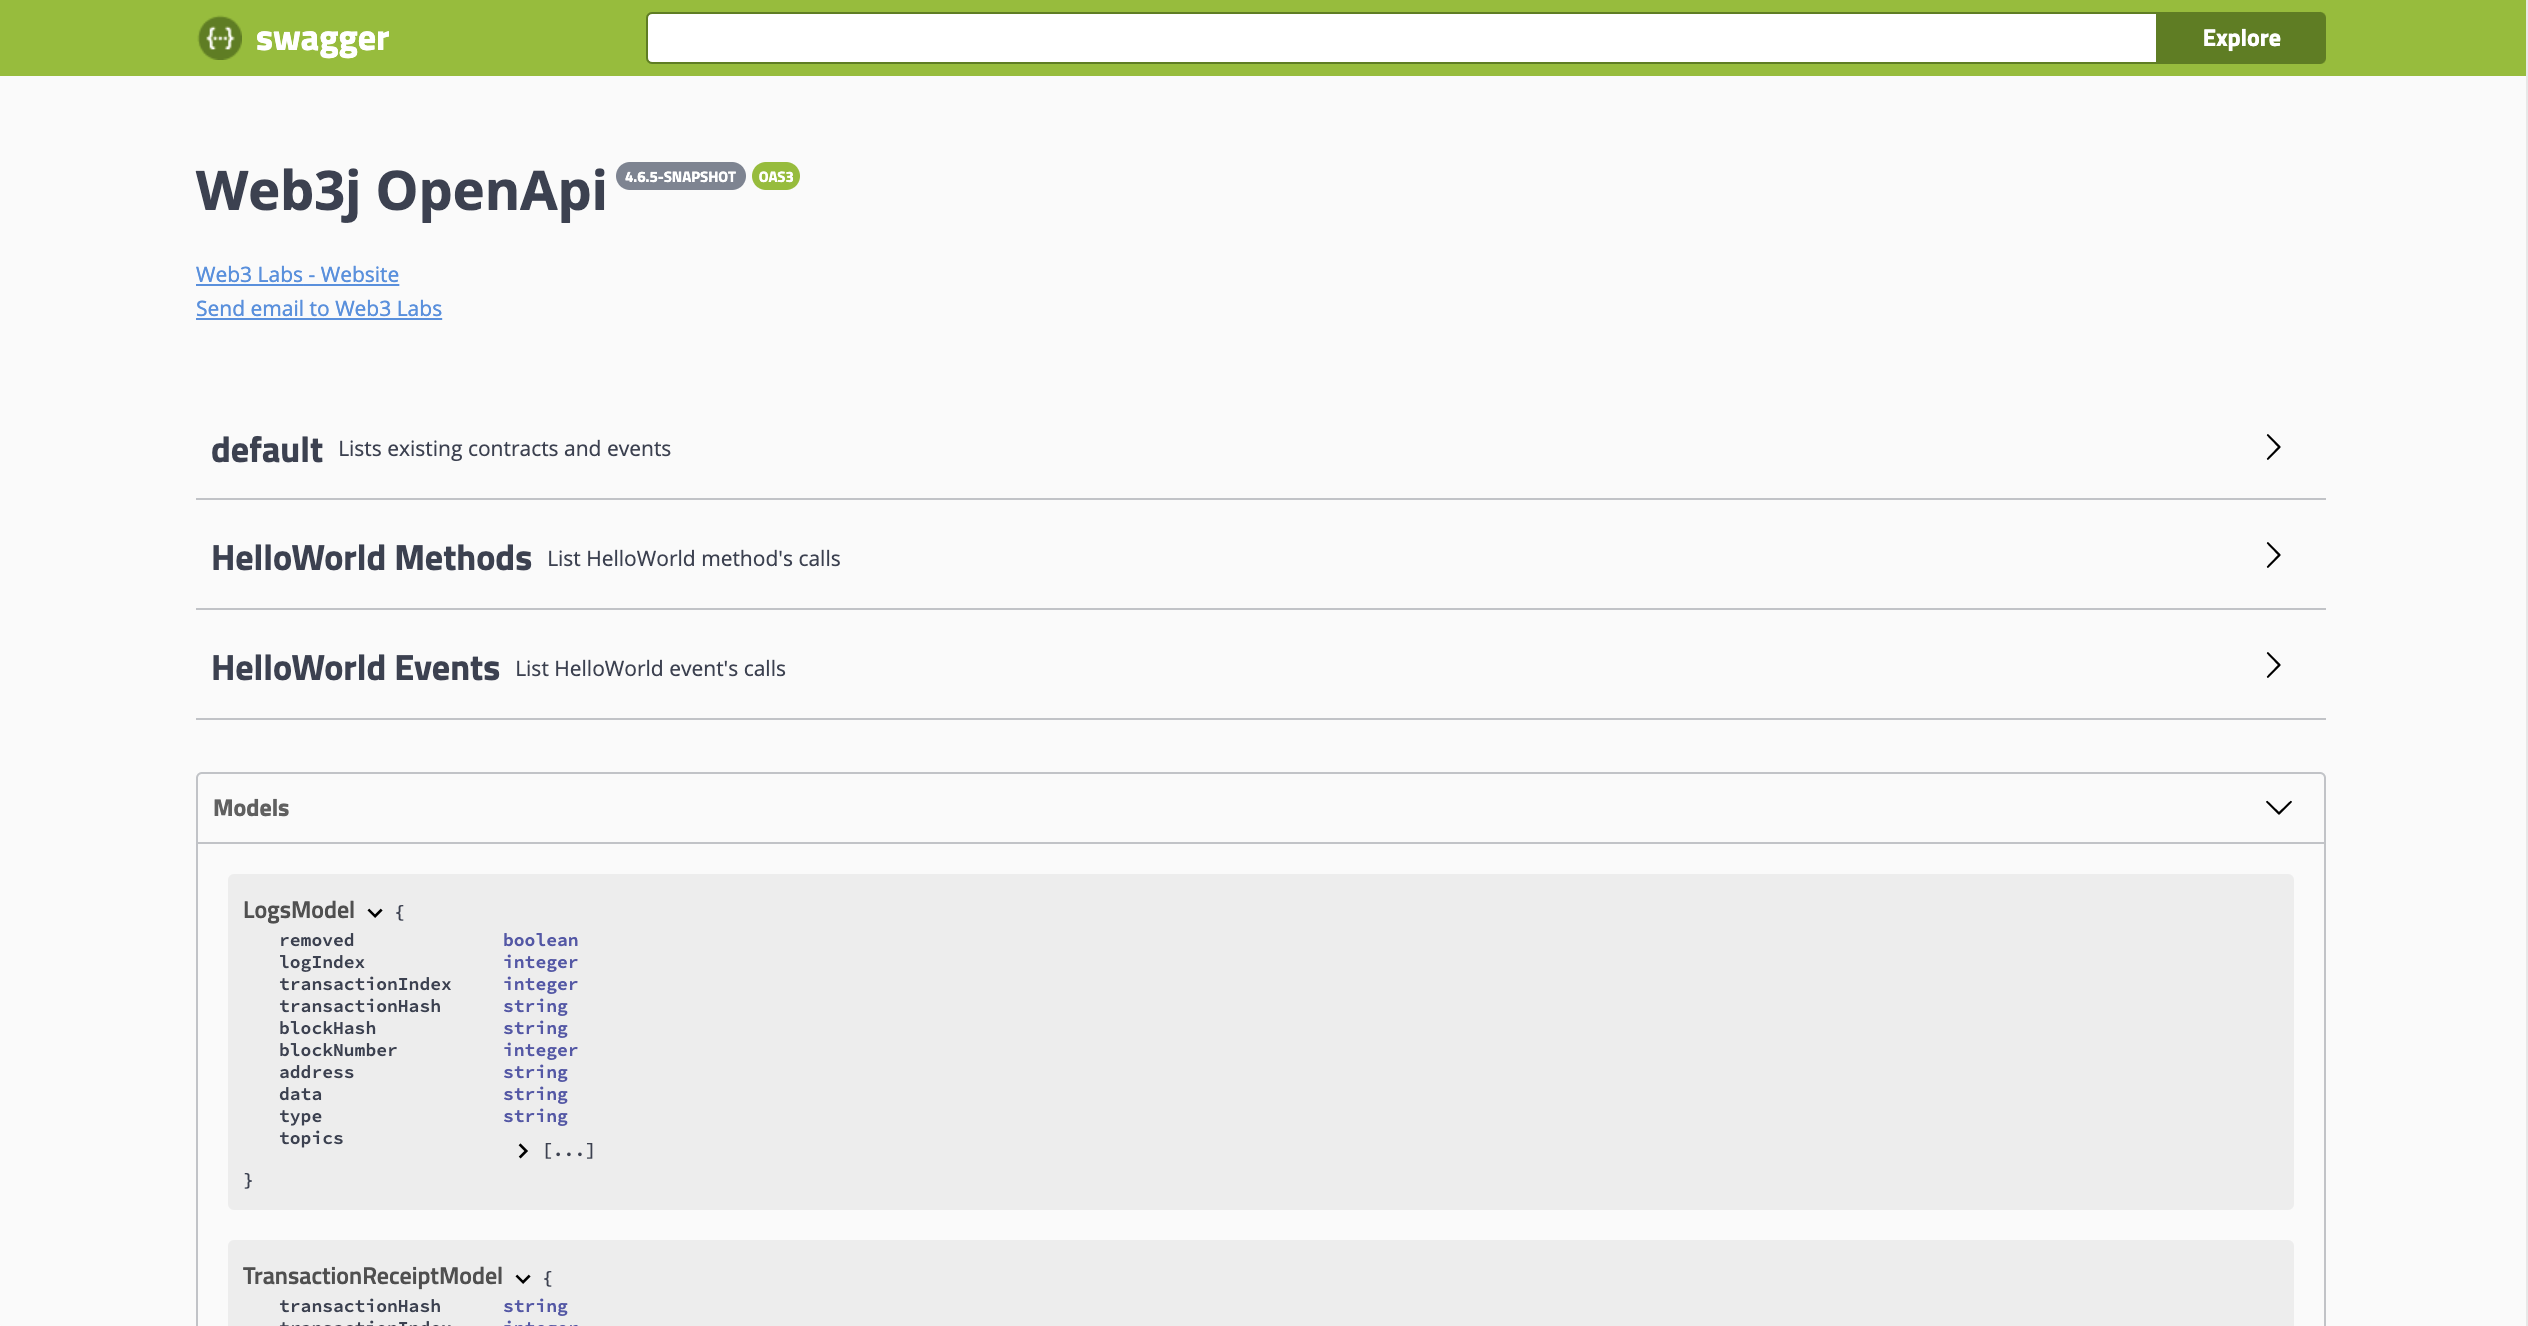 {...} swagger
Explore
Web3j OpenApi 4.6.5-SNAPSHOT OAS3
Web3 Labs - Website
Send email to Web3 Labs
default Lists existing contracts and events
HelloWorld Methods List HelloWorld method's calls
HelloWorld Events List HelloWorld event's calls
Models
LogsModel {
removed boolean
logIndex integer
transactionIndex integer
transactionHash string
blockHash string
blockNumber integer
address string
data string
type string
topics
[...]
}
TransactionReceiptModel {
transactionHash string
transactionIndex integer